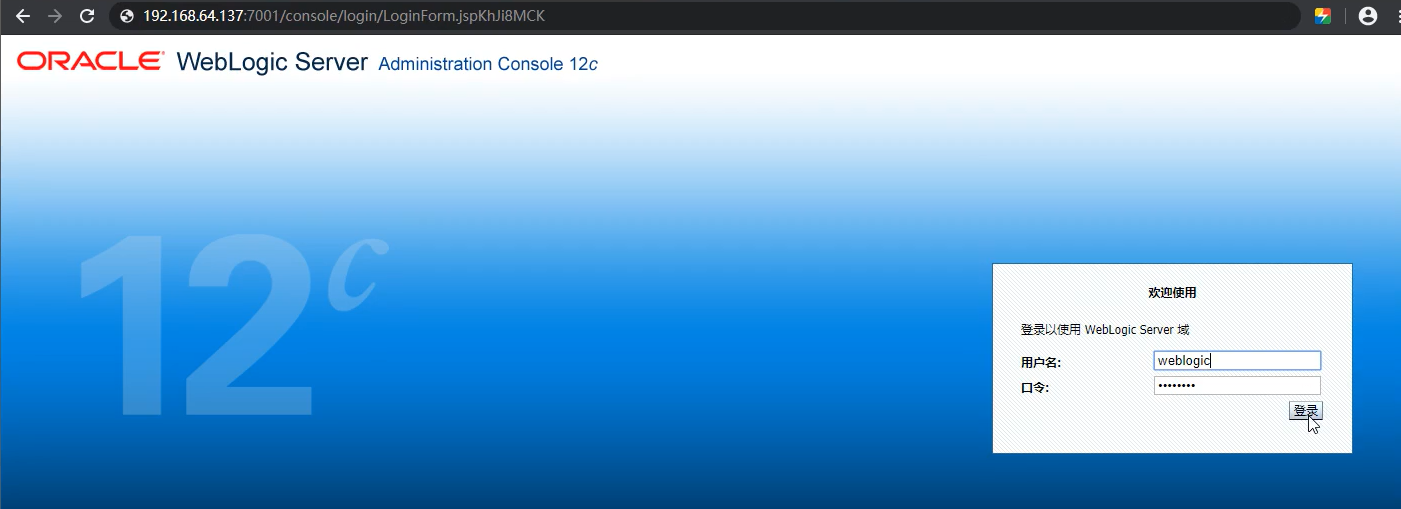 192.168.64.137:7001/console/login/LoginForm.jspKhJi8MCK
ORACLE WebLogic Server Administration Console 12c
12c
欢迎使用
登录以使用 WebLogic Server 域
用户名: weblogic
口令: ••••••••
登录